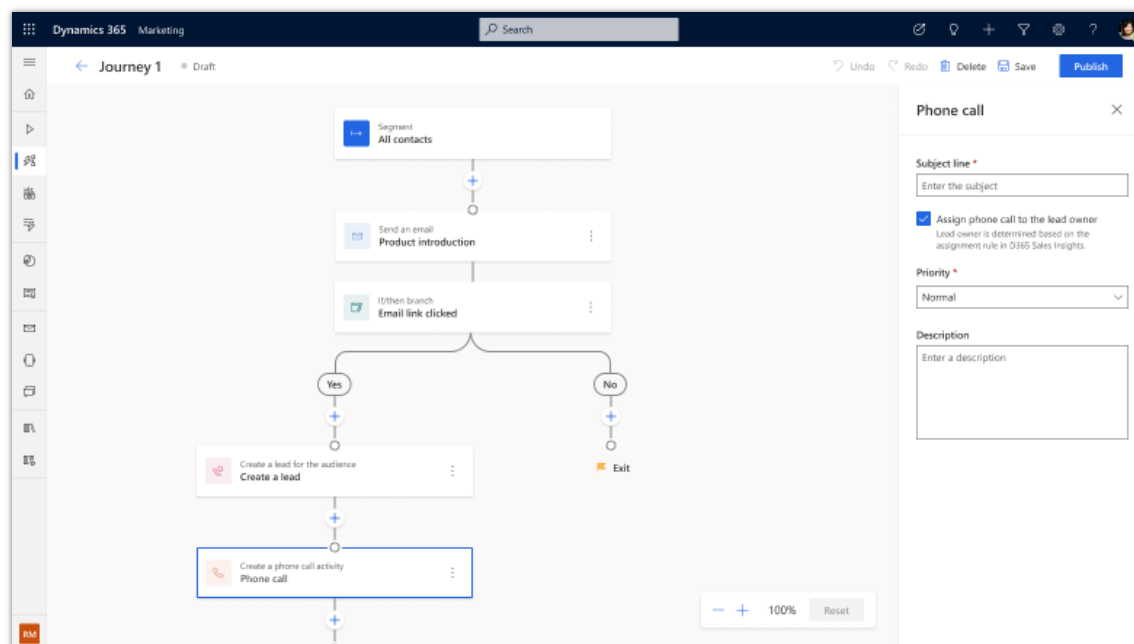 Dynamics 365 Marketing Search
Journey 1 Draft Undo Redo Delete Save Publish
Segment
All contacts
Send an email
Product introduction
If/then branch
Email link clicked
Yes No
Create a lead for the audience
Create a lead
Exit
Create a phone call activity
Phone call
100% Reset
RM
Phone call
Subject line *
Enter the subject
Assign phone call to the lead owner
Lead owner is determined based on the
assignment rule in D365 Sales Insights.
Priority *
Normal
Description
Enter a description